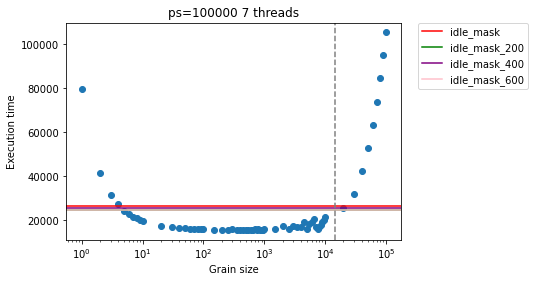 ps=100000 7 threads
100000
80000
60000
40000
20000
Execution time
10^0
10^1
10^2
10^3
10^4
10^5
Grain size
idle_mask
idle_mask_200
idle_mask_400
idle_mask_600